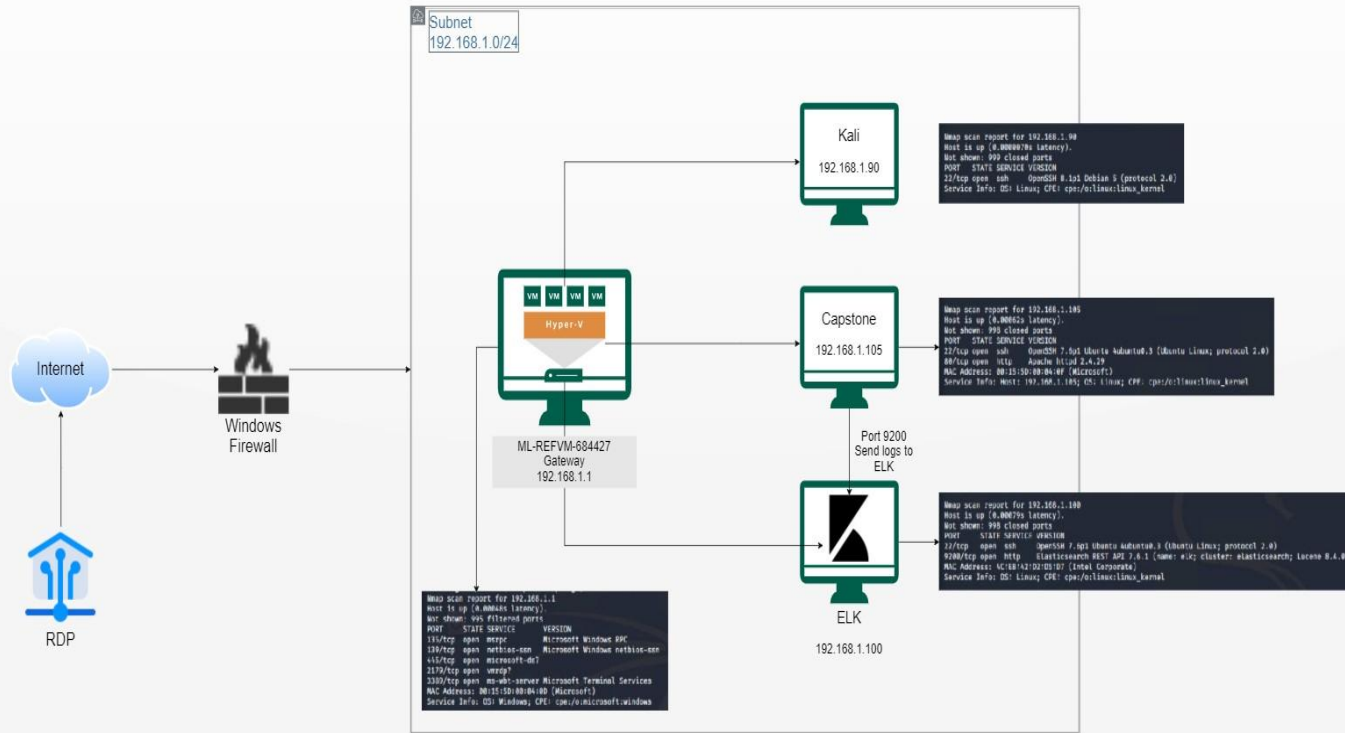 Subnet
192.168.1.0/24
Kali
192.168.1.90
Nmap scan report for 192.168.1.90
Host is up (0.0000070s latency).
Not shown: 999 closed ports
PORT STATE SERVICE VERSION
22/tcp open ssh OpenSSH 8.1p1 Debian 5 (protocol 2.0)
Service Info: OS: Linux; CPE: cpe:/o:linux:linux_kernel
VM VM VM VM
Hyper-V
ML-REFVM-684427
Gateway
192.168.1.1
Capstone
192.168.1.105
Nmap scan report for 192.168.1.105
Host is up (0.00062s latency).
Not shown: 998 closed ports
PORT STATE SERVICE VERSION
22/tcp open ssh OpenSSH 7.6p1 Ubuntu 4ubuntu0.3 (Ubuntu Linux; protocol 2.0)
80/tcp open http Apache httpd 2.4.29
MAC Address: 00:15:5D:00:04:0F (Microsoft)
Service Info: Host: 192.168.1.105; OS: Linux; CPE: cpe:/o:linux:linux_kernel
Internet
Windows
Firewall
RDP
Port 9200
Send logs to
ELK
ELK
192.168.1.100
Nmap scan report for 192.168.1.100
Host is up (0.00079s latency).
Not shown: 998 closed ports
PORT STATE SERVICE VERSION
22/tcp open ssh OpenSSH 7.6p1 Ubuntu 4ubuntu0.3 (Ubuntu Linux; protocol 2.0)
9200/tcp open http Elasticsearch REST API 7.6.1 (name: elk; cluster: elasticsearch; Lucene 8.4.0
MAC Address: 4C:EB:42:D2:D5:D7 (Intel Corporate)
Service Info: OS: Linux; CPE: cpe:/o:linux:linux_kernel
Nmap scan report for 192.168.1.1
Host is up (latency).
Not shown: 995 filtered ports
PORT STATE SERVICE VERSION
135/tcp open msrpc Microsoft Windows RPC
139/tcp open netbios-ssn Microsoft Windows netbios-ssn
445/tcp open microsoft-ds?
2179/tcp open vmrdp?
3389/tcp open ms-wbt-server Microsoft Terminal Services
MAC Address: 00:15:5D:00:04:0D (Microsoft)
Service Info: OS: Windows; CPE: cpe:/o:microsoft:windows